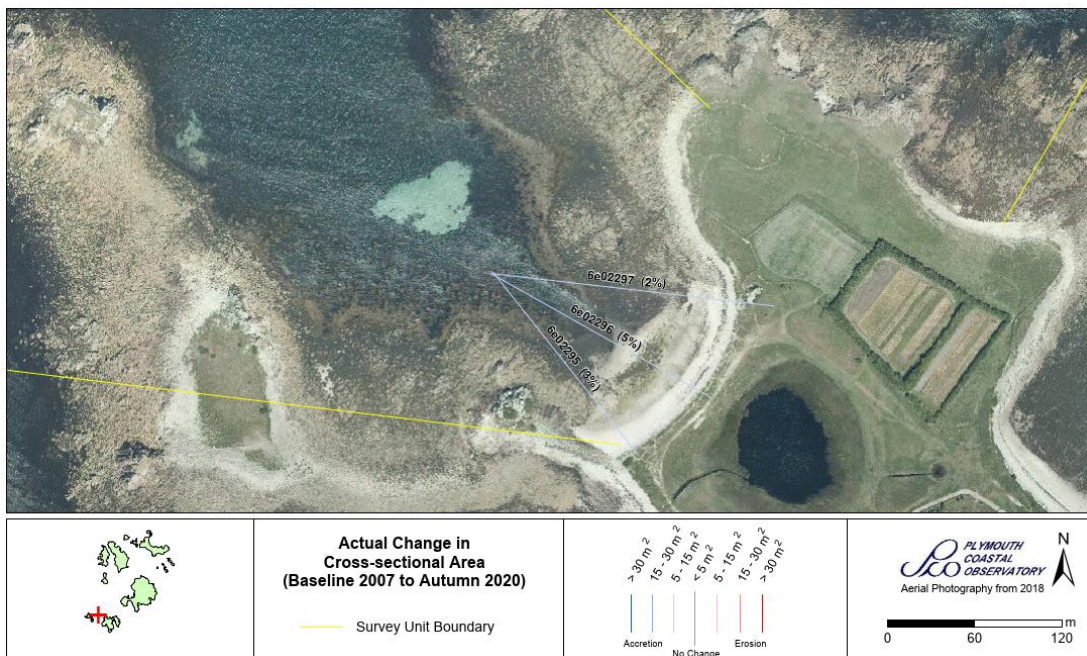 6e02297 (2%)
6e02296 (5%)
6e02295 (3%)
Actual Change in
Cross-sectional Area
(Baseline 2007 to Autumn 2020)
Survey Unit Boundary
> 30 m²
15 - 30 m²
5 - 15 m²
< 5 m²
5 - 15 m²
15 - 30 m²
> 30 m²
Accretion
No Change
Erosion
PLYMOUTH
COASTAL
OBSERVATORY
Aerial Photography from 2018
N
m
0 60 120